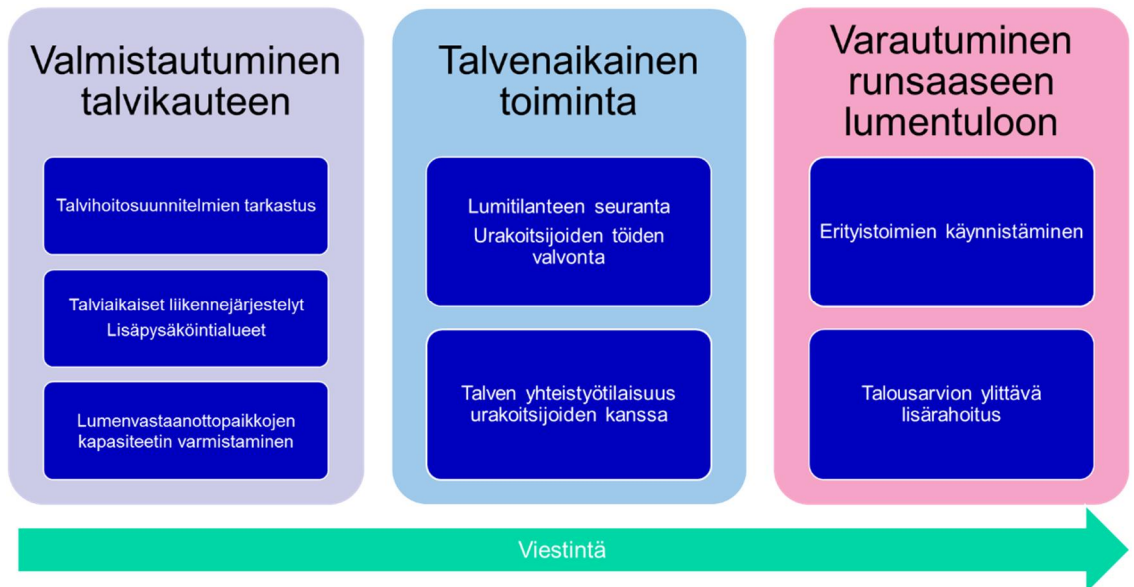 Valmistautuminen
talvikauteen
Talvihoitosuunnitelmien tarkastus
Talviaikaiset liikennejärjestelyt
Lisäpysäköintialueet
Lumenvastaanottopaikkojen
kapasiteetin varmistaminen
Talvenaikainen
toiminta
Lumitilanteen seuranta
Urakoitsijoiden töiden
valvonta
Talven yhteistyötilaisuus
urakoitsijoiden kanssa
Varautuminen
runsaaseen
lumentuloon
Erityistoimien käynnistäminen
Talousarvion ylittävä
lisärahoitus
Viestintä